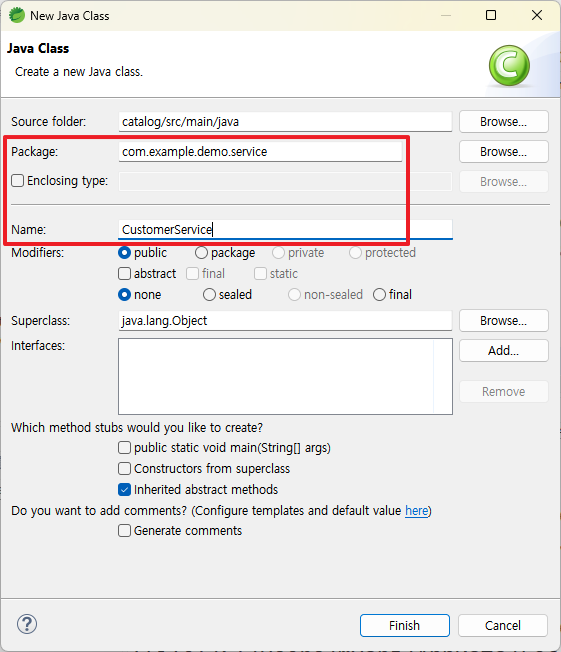 New Java Class
Java Class
Create a new Java class.
C
Source folder: catalog/src/main/java Browse...
Package: com.example.demo.service Browse...
Enclosing type: Browse...
Name: CustomerService
Modifiers: public package private protected
abstract final static
none sealed non-sealed final
Superclass: java.lang.Object Browse...
Interfaces: Add...
Remove
Which method stubs would you like to create?
public static void main(String[] args)
Constructors from superclass
Inherited abstract methods
Do you want to add comments? (Configure templates and default value here)
Generate comments
? Finish Cancel